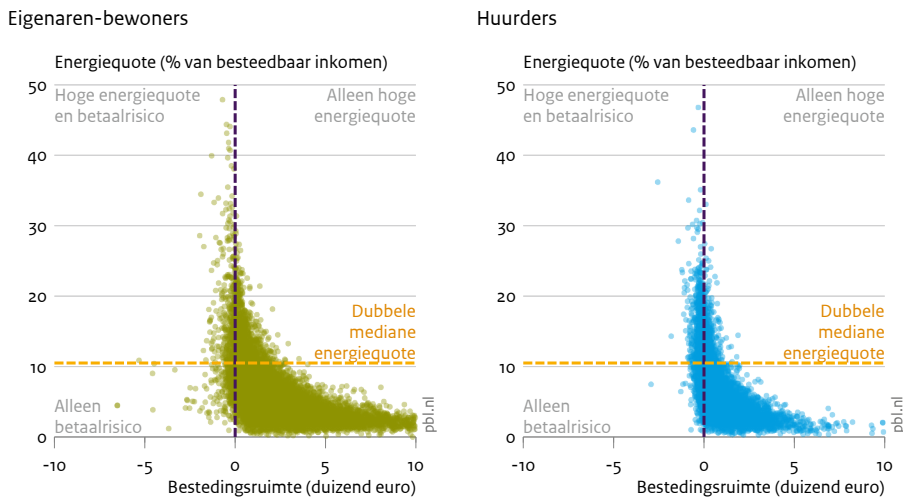 Eigenaren-bewoners
Energiequote (% van besteedbaar inkomen)
50
40
30
20
10
0
Hoge energiequote
en betaalrisico
Alleen hoge
energiequote
Dubbele
mediane
energiequote
Alleen
betaalrisico
pbl.nl
-10
-5
0
5
10
Bestedingsruimte (duizend euro)
Huurders
Energiequote (% van besteedbaar inkomen)
50
40
30
20
10
0
Hoge energiequote
en betaalrisico
Alleen hoge
energiequote
Dubbele
mediane
energiequote
Alleen
betaalrisico
pbl.nl
-10
-5
0
5
10
Bestedingsruimte (duizend euro)